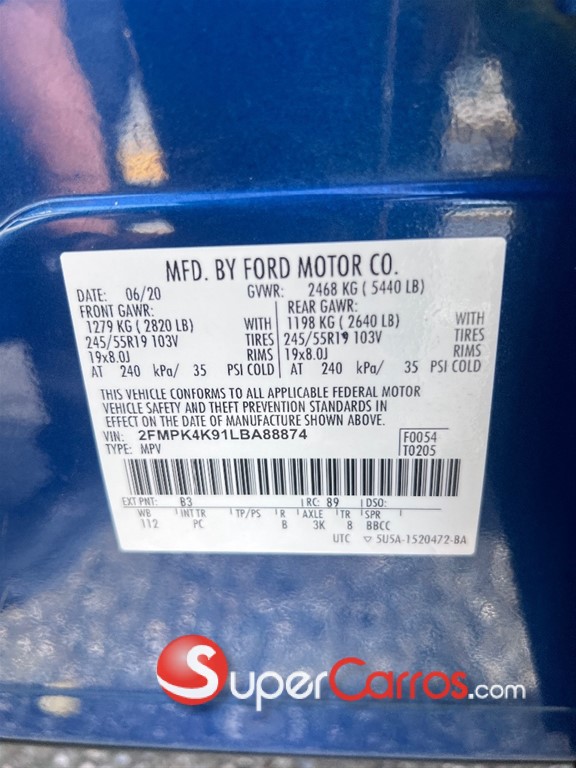 MFD. BY FORD MOTOR CO.
DATE: 06/20 GVWR: 2468 KG ( 5440 LB)
FRONT GAWR: REAR GAWR:
1279 KG ( 2820 LB) WITH 1198 KG ( 2640 LB) WITH
245/55R19 103V TIRES 245/55R19 103V TIRES
19x8.0J RIMS 19x8.0J RIMS
AT 240 kPa/ 35 PSI COLD AT 240 kPa/ 35 PSI COLD
THIS VEHICLE CONFORMS TO ALL APPLICABLE FEDERAL MOTOR
VEHICLE SAFETY AND THEFT PREVENTION STANDARDS IN
EFFECT ON THE DATE OF MANUFACTURE SHOWN ABOVE.
VIN: 2FMPK4K91LBA88874 F0054
TYPE: MPV T0205
EXT PNT: B3 RC: 89 DSO:
WB INT TR TP/PS R AXLE TR SPR
112 PC B 3K 8 BBCC
UTC ▽ 5U5A-1520472-BA
S SuperCarros.com